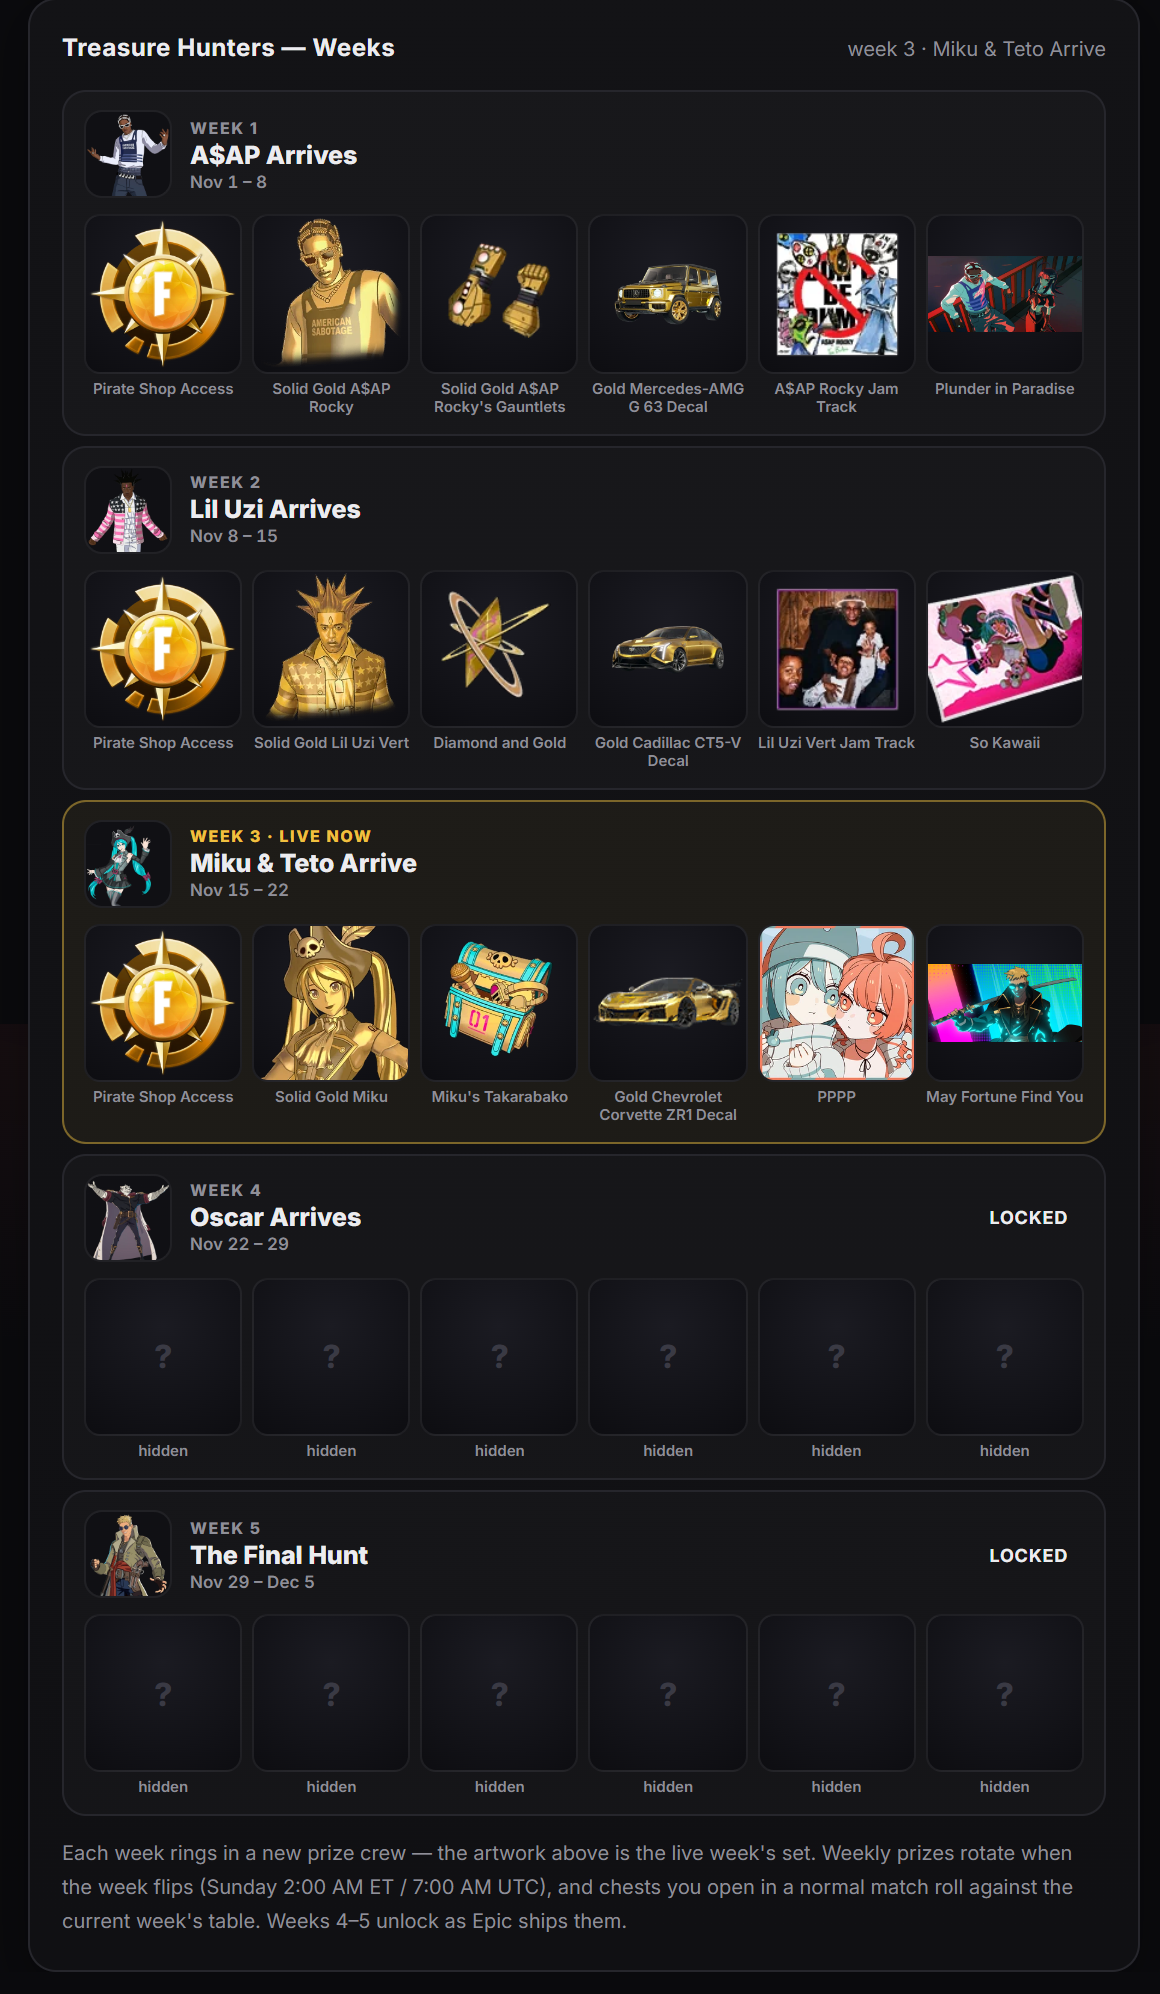 Treasure Hunters — Weeks
week 3 · Miku & Teto Arrive
WEEK 1
A$AP Arrives
Nov 1 – 8
F
AMERICAN
SABOTAGE
Pirate Shop Access
Solid Gold A$AP
Rocky
Solid Gold A$AP
Rocky's Gauntlets
Gold Mercedes-AMG
G 63 Decal
A$AP Rocky Jam
Track
Plunder in Paradise
WEEK 2
Lil Uzi Arrives
Nov 8 – 15
F
Pirate Shop Access
Solid Gold Lil Uzi Vert
Diamond and Gold
Gold Cadillac CT5-V
Decal
Lil Uzi Vert Jam Track
So Kawaii
WEEK 3 · LIVE NOW
Miku & Teto Arrive
Nov 15 – 22
F
01
Pirate Shop Access
Solid Gold Miku
Miku's Takarabako
Gold Chevrolet
Corvette ZR1 Decal
PPPP
May Fortune Find You
WEEK 4
Oscar Arrives
Nov 22 – 29
LOCKED
? ? ? ? ? ?
hidden hidden hidden hidden hidden hidden
WEEK 5
The Final Hunt
Nov 29 – Dec 5
LOCKED
? ? ? ? ? ?
hidden hidden hidden hidden hidden hidden
Each week rings in a new prize crew — the artwork above is the live week's set. Weekly prizes rotate when
the week flips (Sunday 2:00 AM ET / 7:00 AM UTC), and chests you open in a normal match roll against the
current week's table. Weeks 4–5 unlock as Epic ships them.